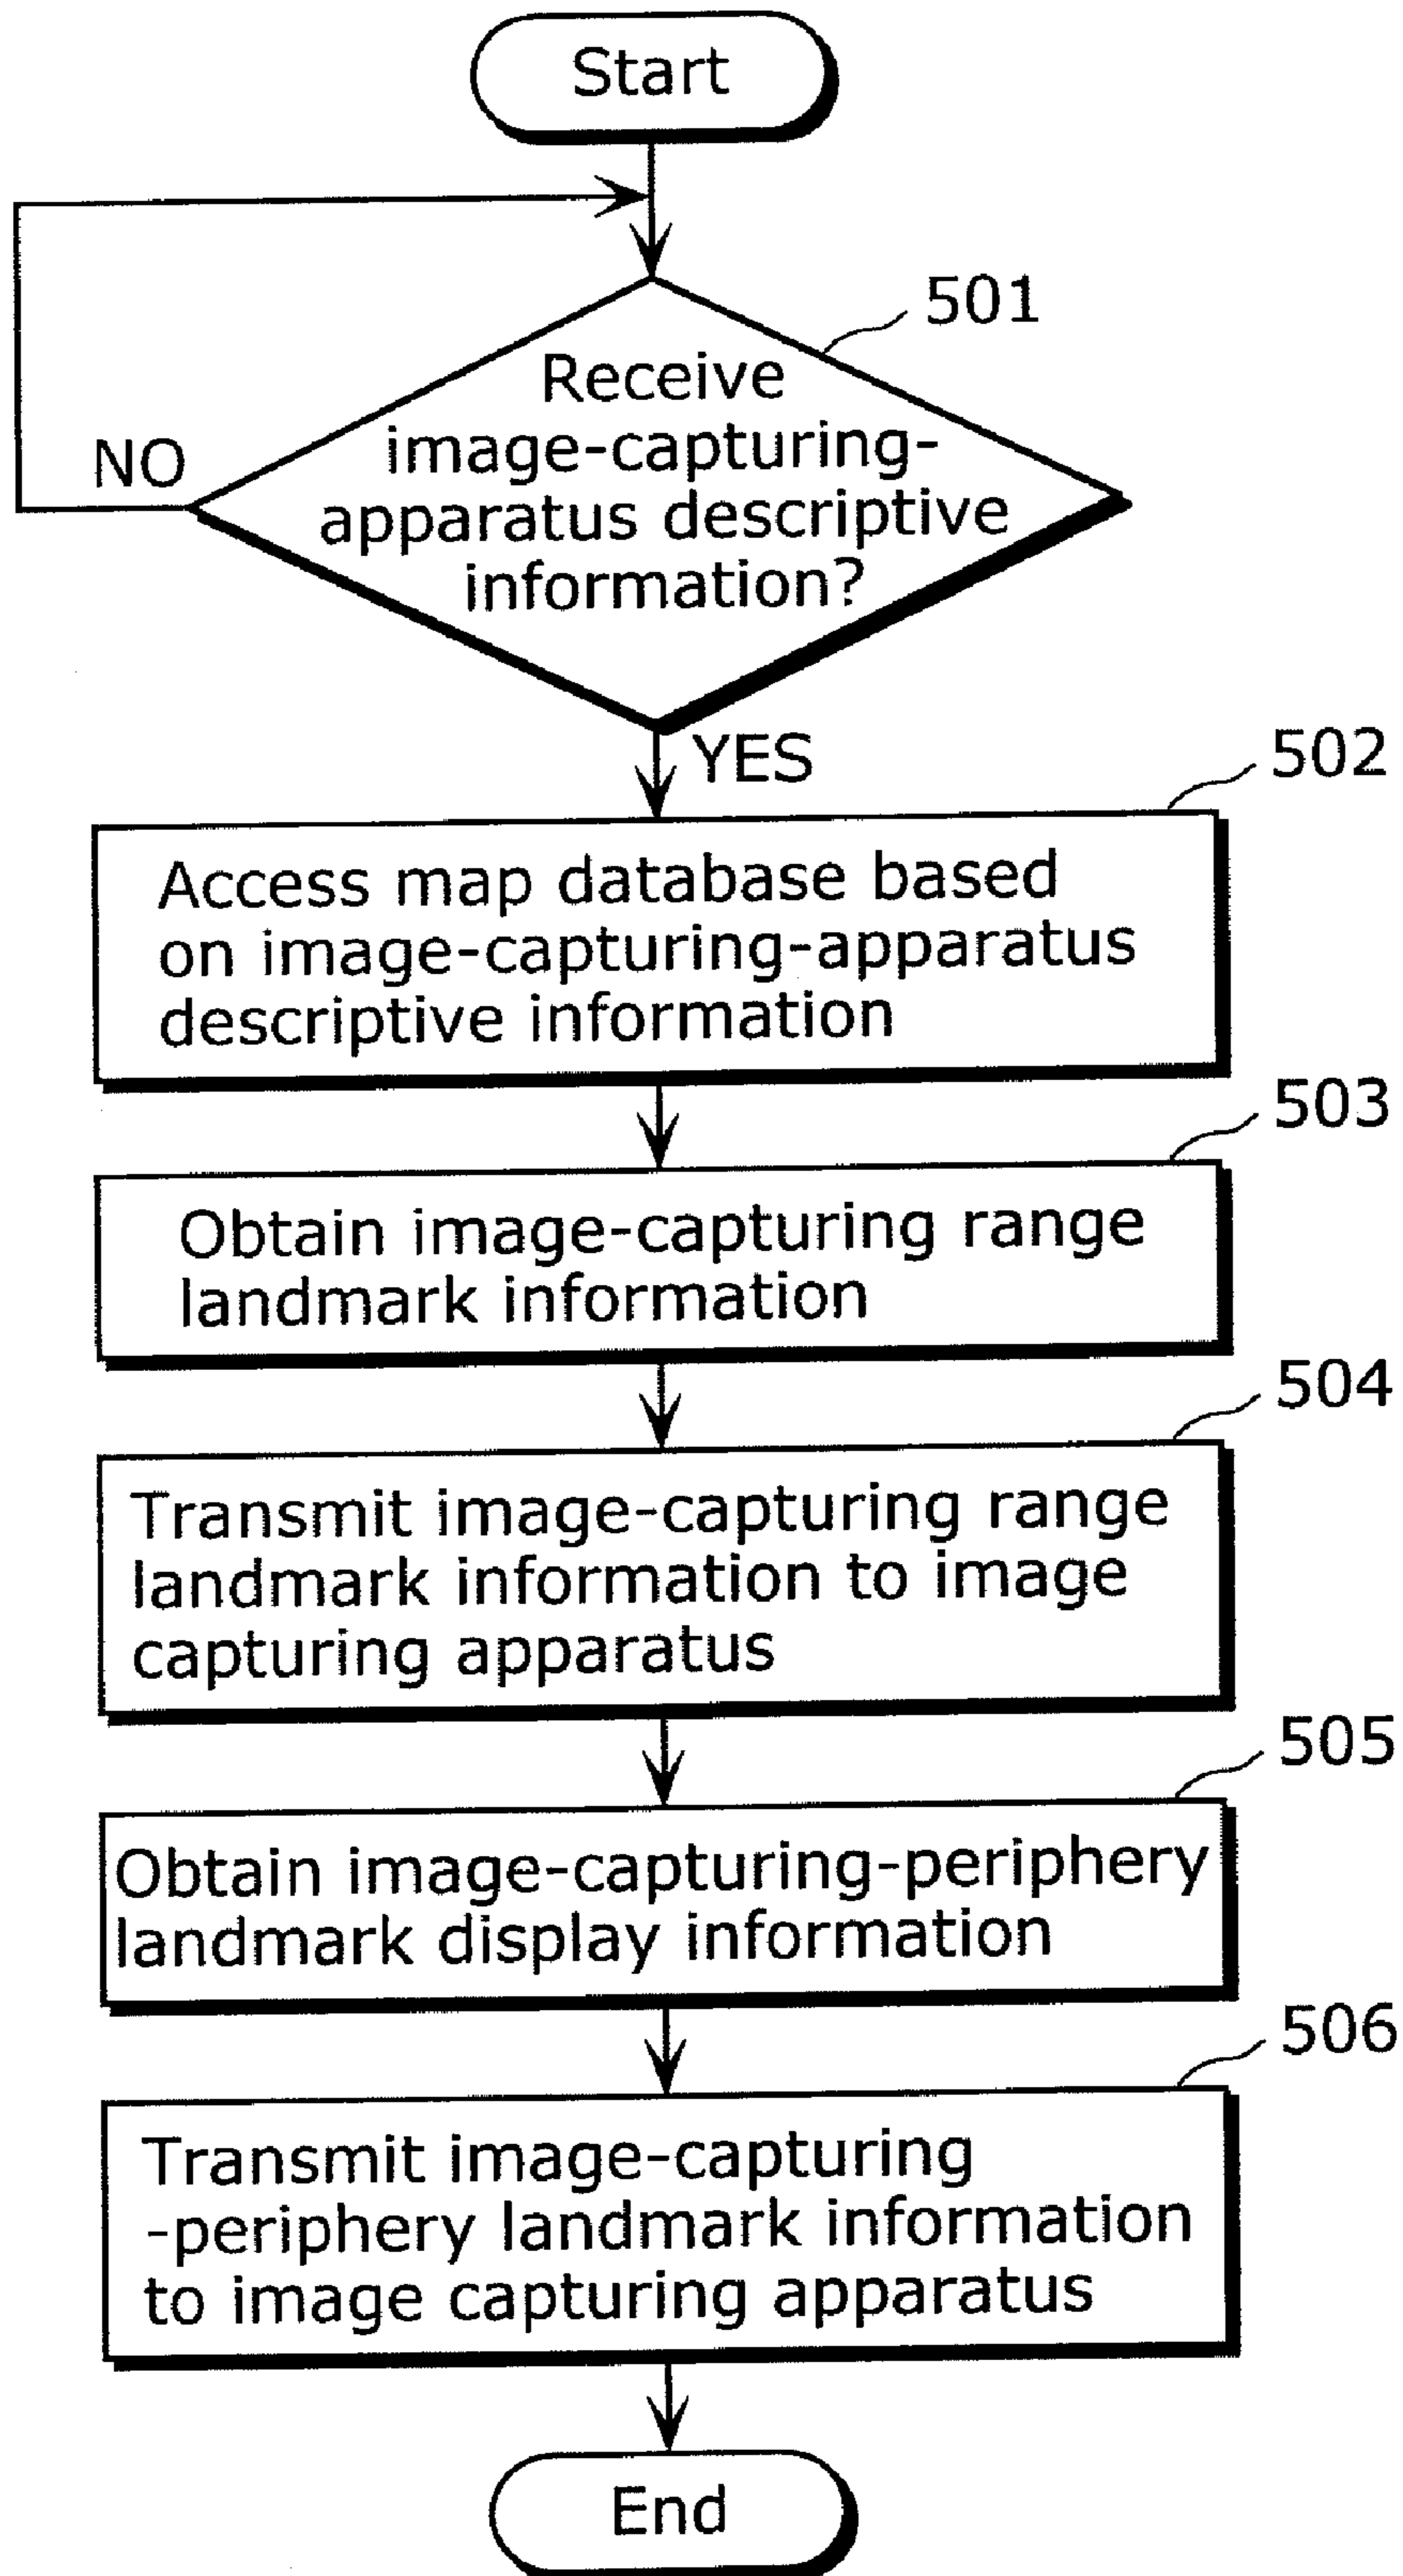 Start
501
Receive
image-capturing-
apparatus descriptive
information?
NO
YES
502
Access map database based
on image-capturing-apparatus
descriptive information
503
Obtain image-capturing range
landmark information
504
Transmit image-capturing range
landmark information to image
capturing apparatus
505
Obtain image-capturing-periphery
landmark display information
506
Transmit image-capturing
-periphery landmark information
to image capturing apparatus
End